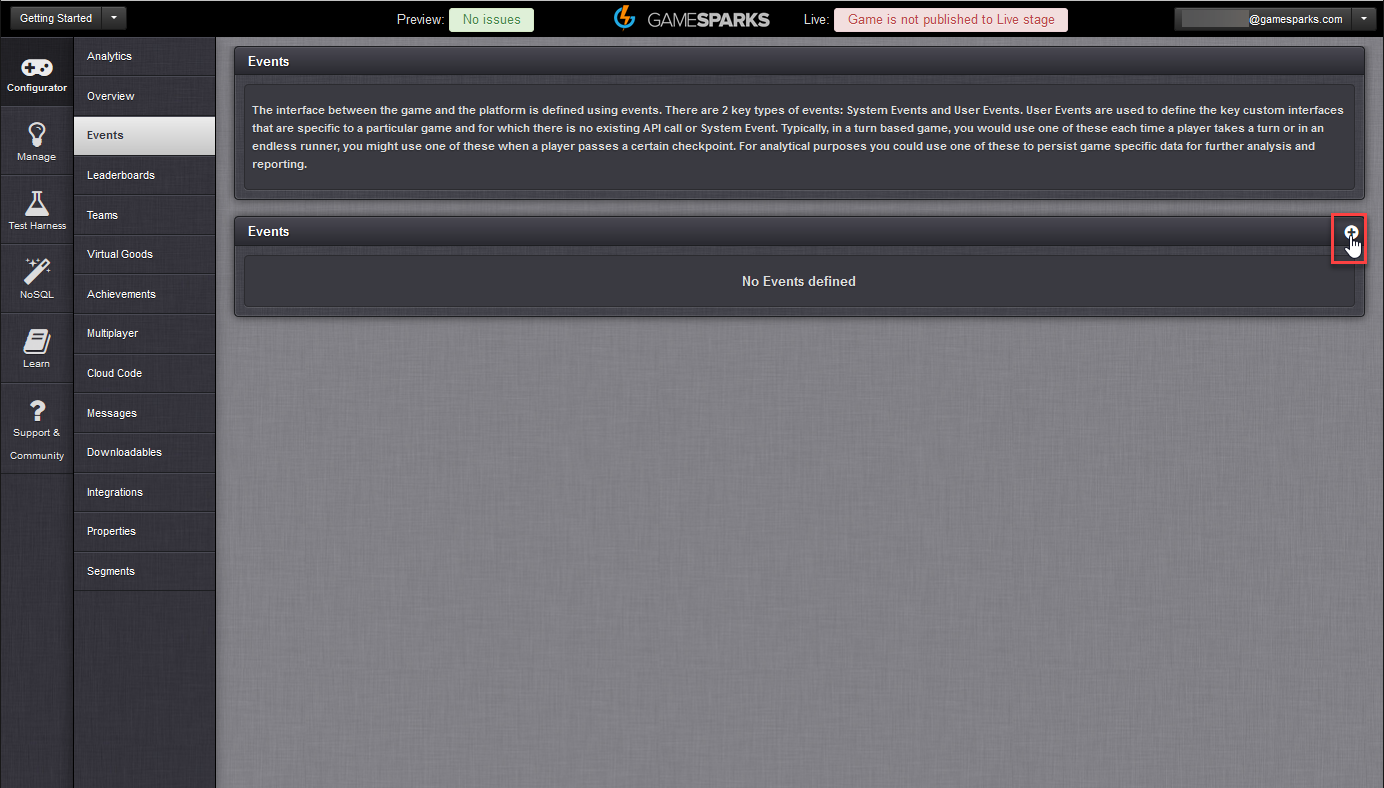 Getting Started
Preview: No issues
GAMESPARKS
Live: Game is not published to Live stage
@gamesparks.com
Configurator
Manage
Test Harness
NoSQL
Learn
Support &
Community
Analytics
Overview
Events
Leaderboards
Teams
Virtual Goods
Achievements
Multiplayer
Cloud Code
Messages
Downloadables
Integrations
Properties
Segments
Events
The interface between the game and the platform is defined using events. There are 2 key types of events: System Events and User Events. User Events are used to define the key custom interfaces
that are specific to a particular game and for which there is no existing API call or System Event. Typically, in a turn based game, you would use one of these each time a player takes a turn or in an
endless runner, you might use one of these when a player passes a certain checkpoint. For analytical purposes you could use one of these to persist game specific data for further analysis and
reporting.
Events
No Events defined